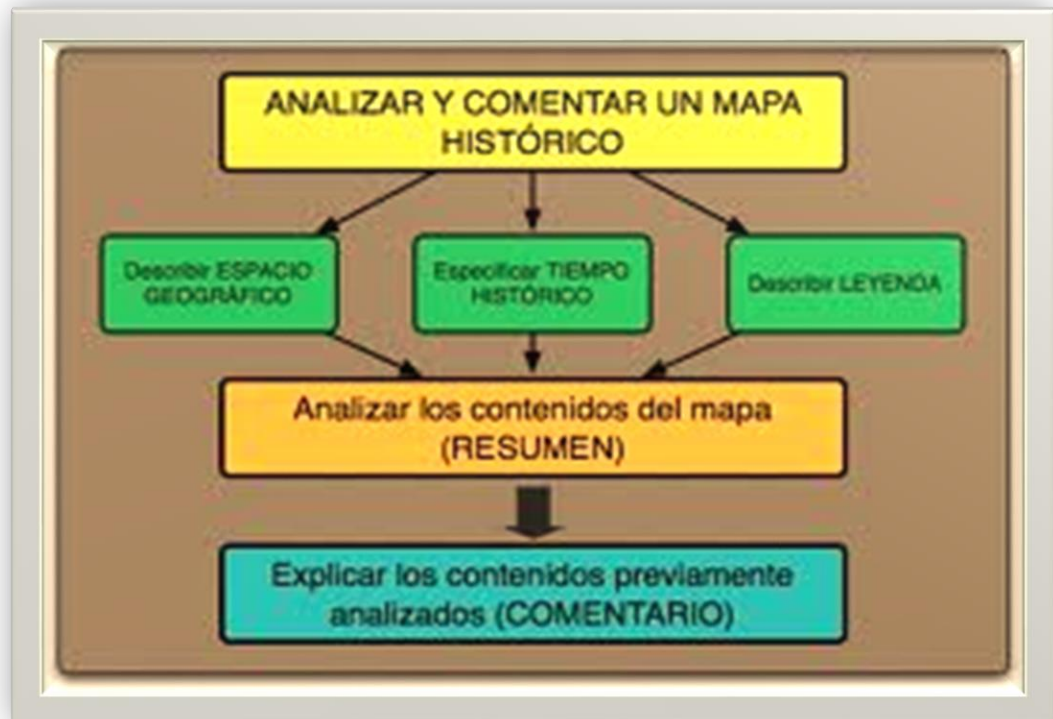 ANALIZAR Y COMENTAR UN MAPA
HISTÓRICO
Describir ESPACIO
GEOGRÁFICO
Especificar TIEMPO
HISTÓRICO
Describir LEYENDA
Analizar los contenidos del mapa
(RESUMEN)
Explicar los contenidos previamente
analizados (COMENTARIO)